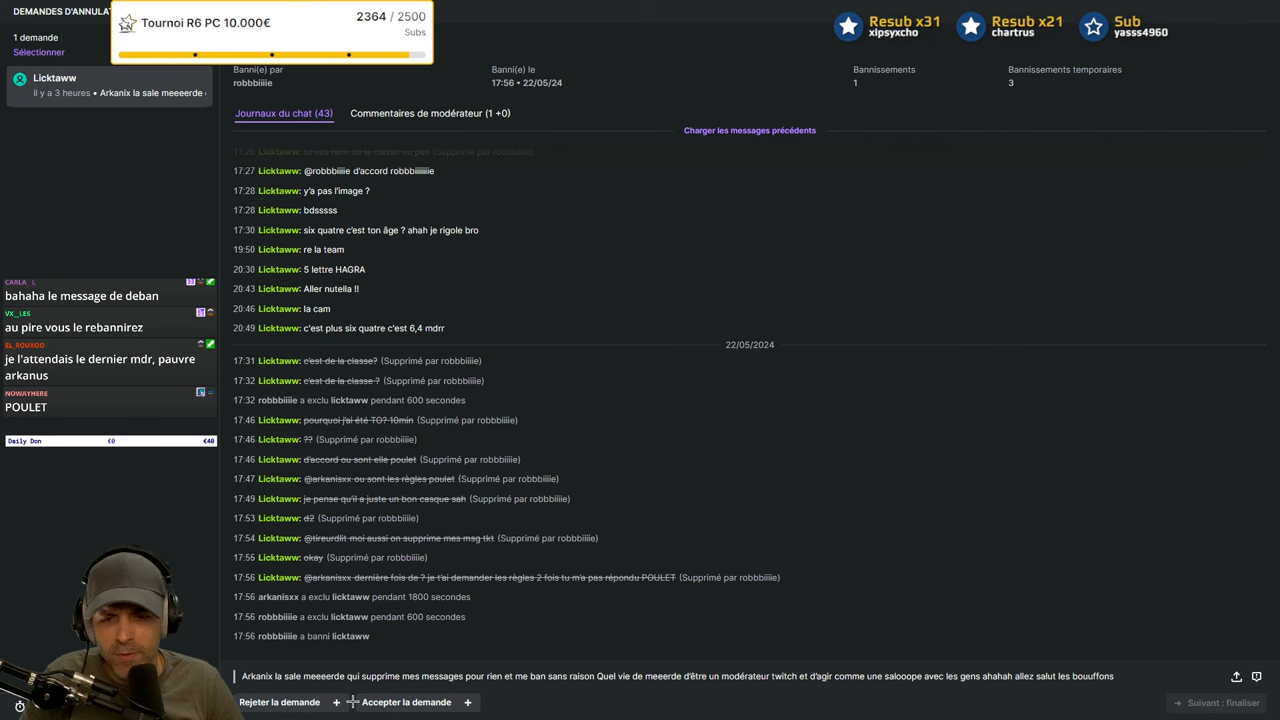 DEMANDES D'ANNULAT
1 demande
Sélectionner
Licktaww
il y a 3 heures • Arkanix la sale meeeerde
Tournoi R6 PC 10.000€
2364 / 2500
Subs
Resub x31
xipsyxcho
Resub x21
chartrus
Sub
yasss4960
Banni(e) par
robbbiiiie
Banni(e) le
17:56 • 22/05/24
Bannissements
1
Bannissements temporaires
3
Journaux du chat (43)
Commentaires de modérateur (1 +0)
Charger les messages précédents
17:27 Licktaww: @robbbiiiie d'accord robbbiiiiiiie
17:28 Licktaww: y'a pas l'image ?
17:28 Licktaww: bdsssss
17:30 Licktaww: six quatre c'est ton âge ? ahah je rigole bro
19:50 Licktaww: re la team
20:30 Licktaww: 5 lettre HAGRA
20:43 Licktaww: Aller nutella !!
20:46 Licktaww: la cam
20:49 Licktaww: c'est plus six quatre c'est 6,4 mdrr
22/05/2024
17:31 Licktaww: c'est de la classe? (Supprimé par robbbiiiie)
17:32 Licktaww: c'est de la classe ? (Supprimé par robbbiiiie)
17:32 robbbiiiie a exclu licktaww pendant 600 secondes
17:46 Licktaww: pourquoi j'ai été TO? 10min (Supprimé par robbbiiiie)
17:46 Licktaww: ?? (Supprimé par robbbiiiie)
17:46 Licktaww: d'accord ou sont elle poulet (Supprimé par robbbiiiie)
17:47 Licktaww: @arkanisxx ou sont les règles poulet (Supprimé par robbbiiiie)
17:49 Licktaww: je pense qu'il a juste un bon casque sah (Supprimé par robbbiiiie)
17:53 Licktaww: d2 (Supprimé par robbbiiiie)
17:54 Licktaww: @tireurdlit moi aussi on supprime mes msg tkt (Supprimé par robbbiiiie)
17:55 Licktaww: okay (Supprimé par robbbiiiie)
17:56 Licktaww: @arkanisxx dernière fois de ? je t'ai demander les règles 2 fois tu m'a pas répondu POULET (Supprimé par robbbiiiie)
17:56 arkanisxx a exclu licktaww pendant 1800 secondes
17:56 robbbiiiie a exclu licktaww pendant 600 secondes
17:56 robbbiiiie a banni licktaww
Arkanix la sale meeeerde qui supprime mes messages pour rien et me ban sans raison Quel vie de meeerde d'être un modérateur twitch et d'agir comme une salooope avec les gens ahahah allez salut les bouuffons
Rejeter la demande +
Accepter la demande +
Suivant : finaliser
CARLA_L
bahaha le message de deban
VX_LES
au pire vous le rebannirez
EL_ROUXOO
je l'attendais le dernier mdr, pauvre
arkanus
NOWAYHERE
POULET
Daily Don €0 €40